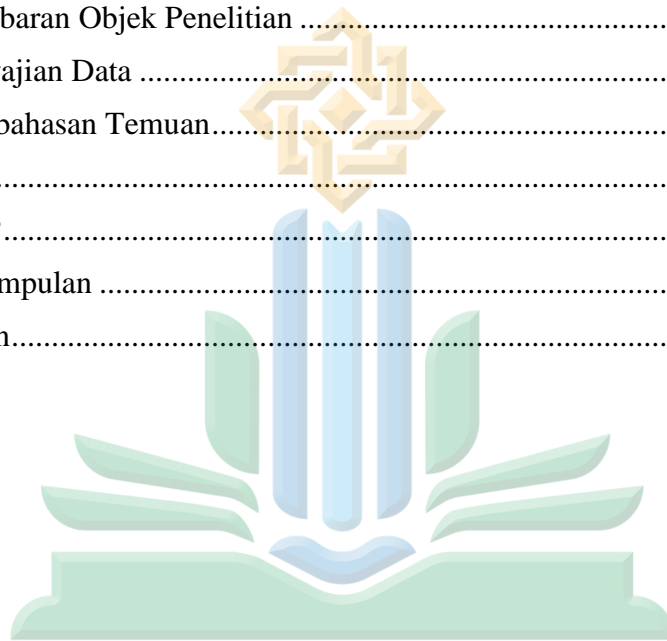 baran Objek Penelitian ..........................................
ajian Data ..................................................................
bahasan Temuan.........................................................
.....................................................................................
....................................................................................
mpulan .......................................................................
n..................................................................................